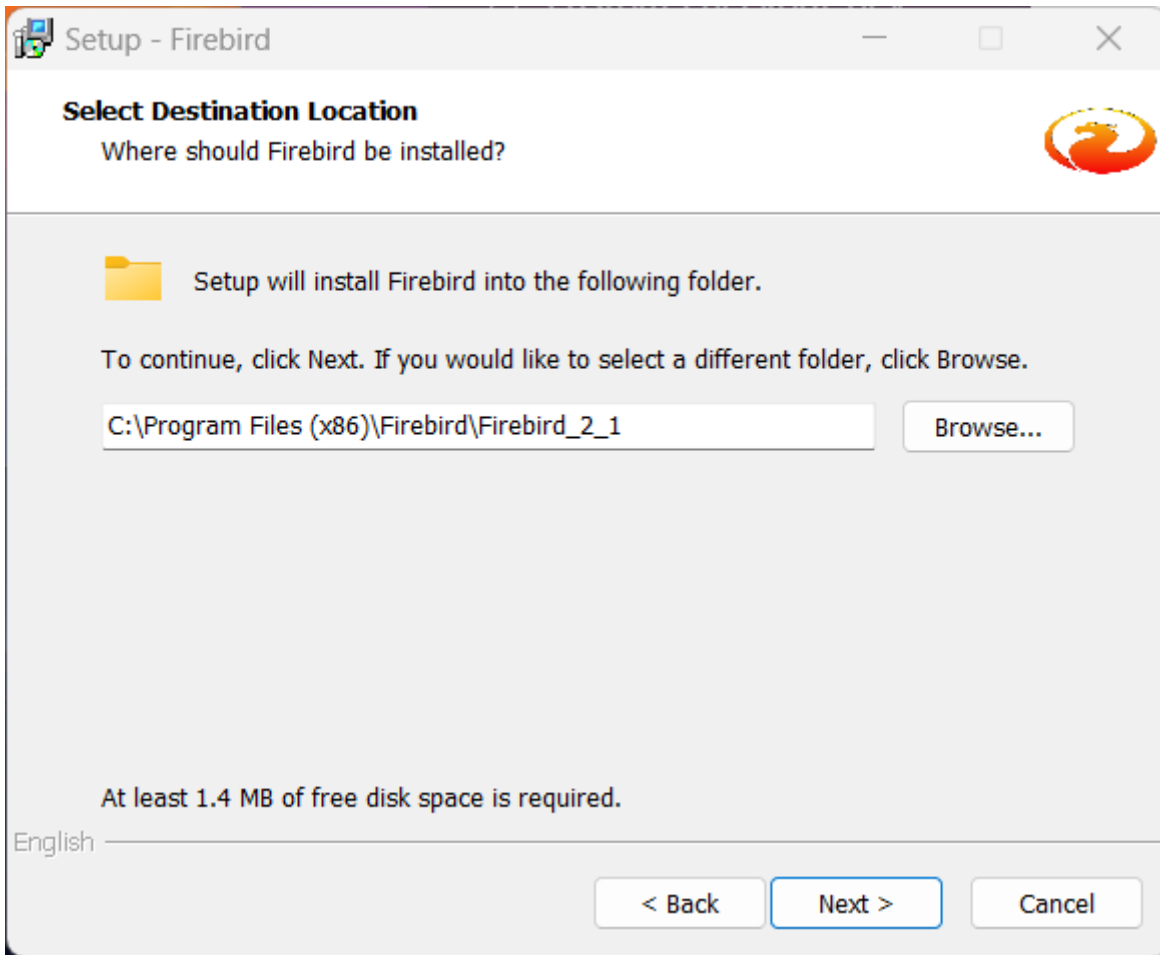 Setup - Firebird
Select Destination Location
Where should Firebird be installed?
Setup will install Firebird into the following folder.
To continue, click Next. If you would like to select a different folder, click Browse.
C:\Program Files (x86)\Firebird\Firebird_2_1
Browse...
At least 1.4 MB of free disk space is required.
English
< Back
Next >
Cancel